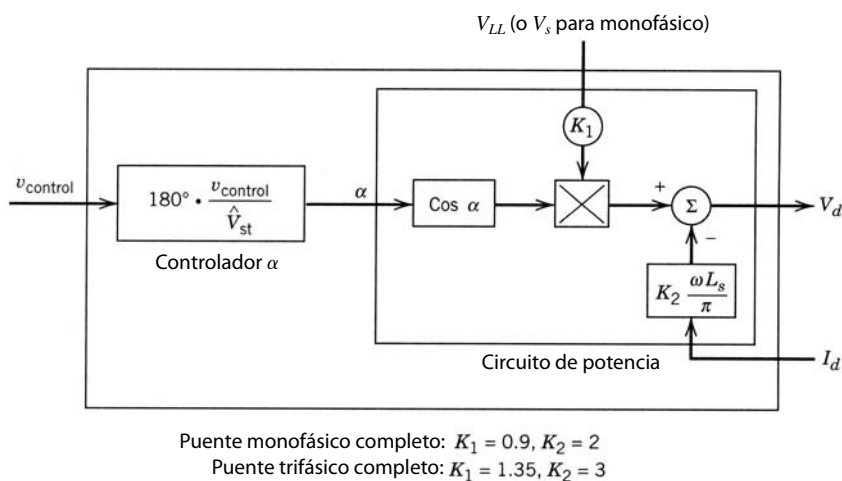 V_LL (o V_s para monofásico)
K_1
v_control
180° · v_control / V̂_st
α
Cos α
+
Σ
−
V_d
Controlador α
K_2 ωL_s / π
Circuito de potencia
I_d
Puente monofásico completo: K_1 = 0.9, K_2 = 2
Puente trifásico completo: K_1 = 1.35, K_2 = 3